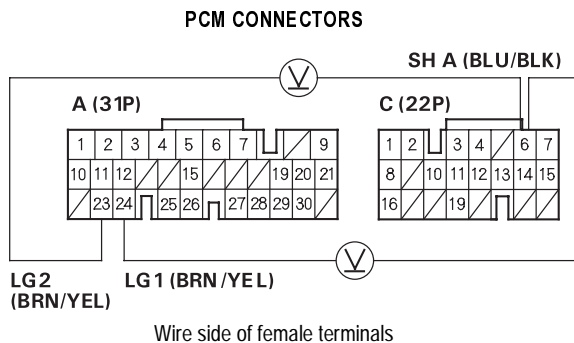 PCM CONNECTORS
SH A (BLU/BLK)
V
A (31P)
C (22P)
1 2 3 4 5 6 7 9
1 2 3 4 6 7
10 11 12 15 19 20 21
8 10 11 12 13 14 15
23 24 25 26 27 28 29 30
16 19
V
LG2
(BRN/YEL)
LG1 (BRN/YEL)
Wire side of female terminals